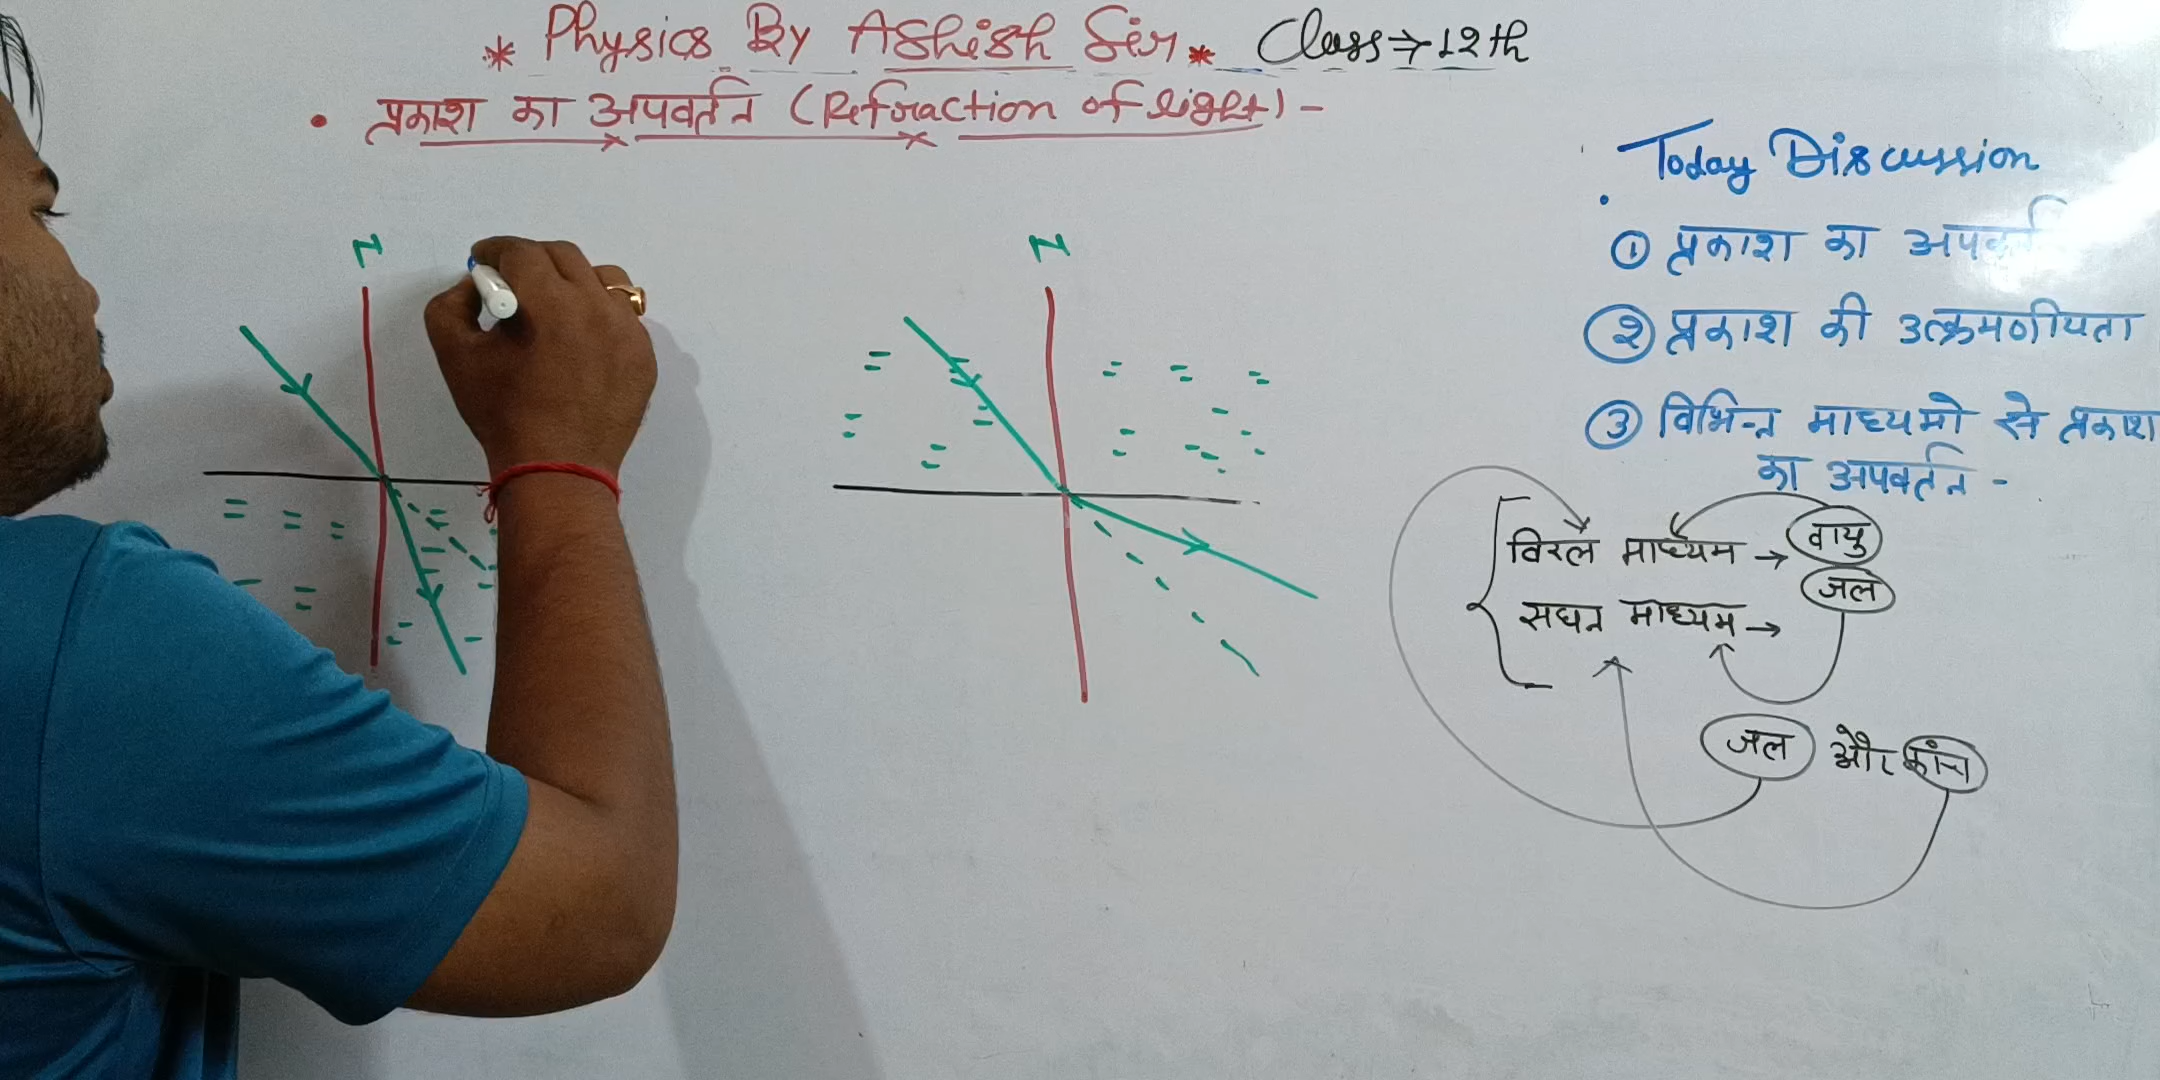 * Physics By Ashish Sir * Class → 12th
• प्रकाश का अपवर्तन (Refraction of light) -
N
N
Today Discussion
① प्रकाश का
② प्रकाश की उत्क्रमणीयता
③ विभिन्न माध्यमो से प्रकाश
का अपवर्तन -
विरल माध्यम → वायु
जल
सघन माध्यम →
जल और कांच